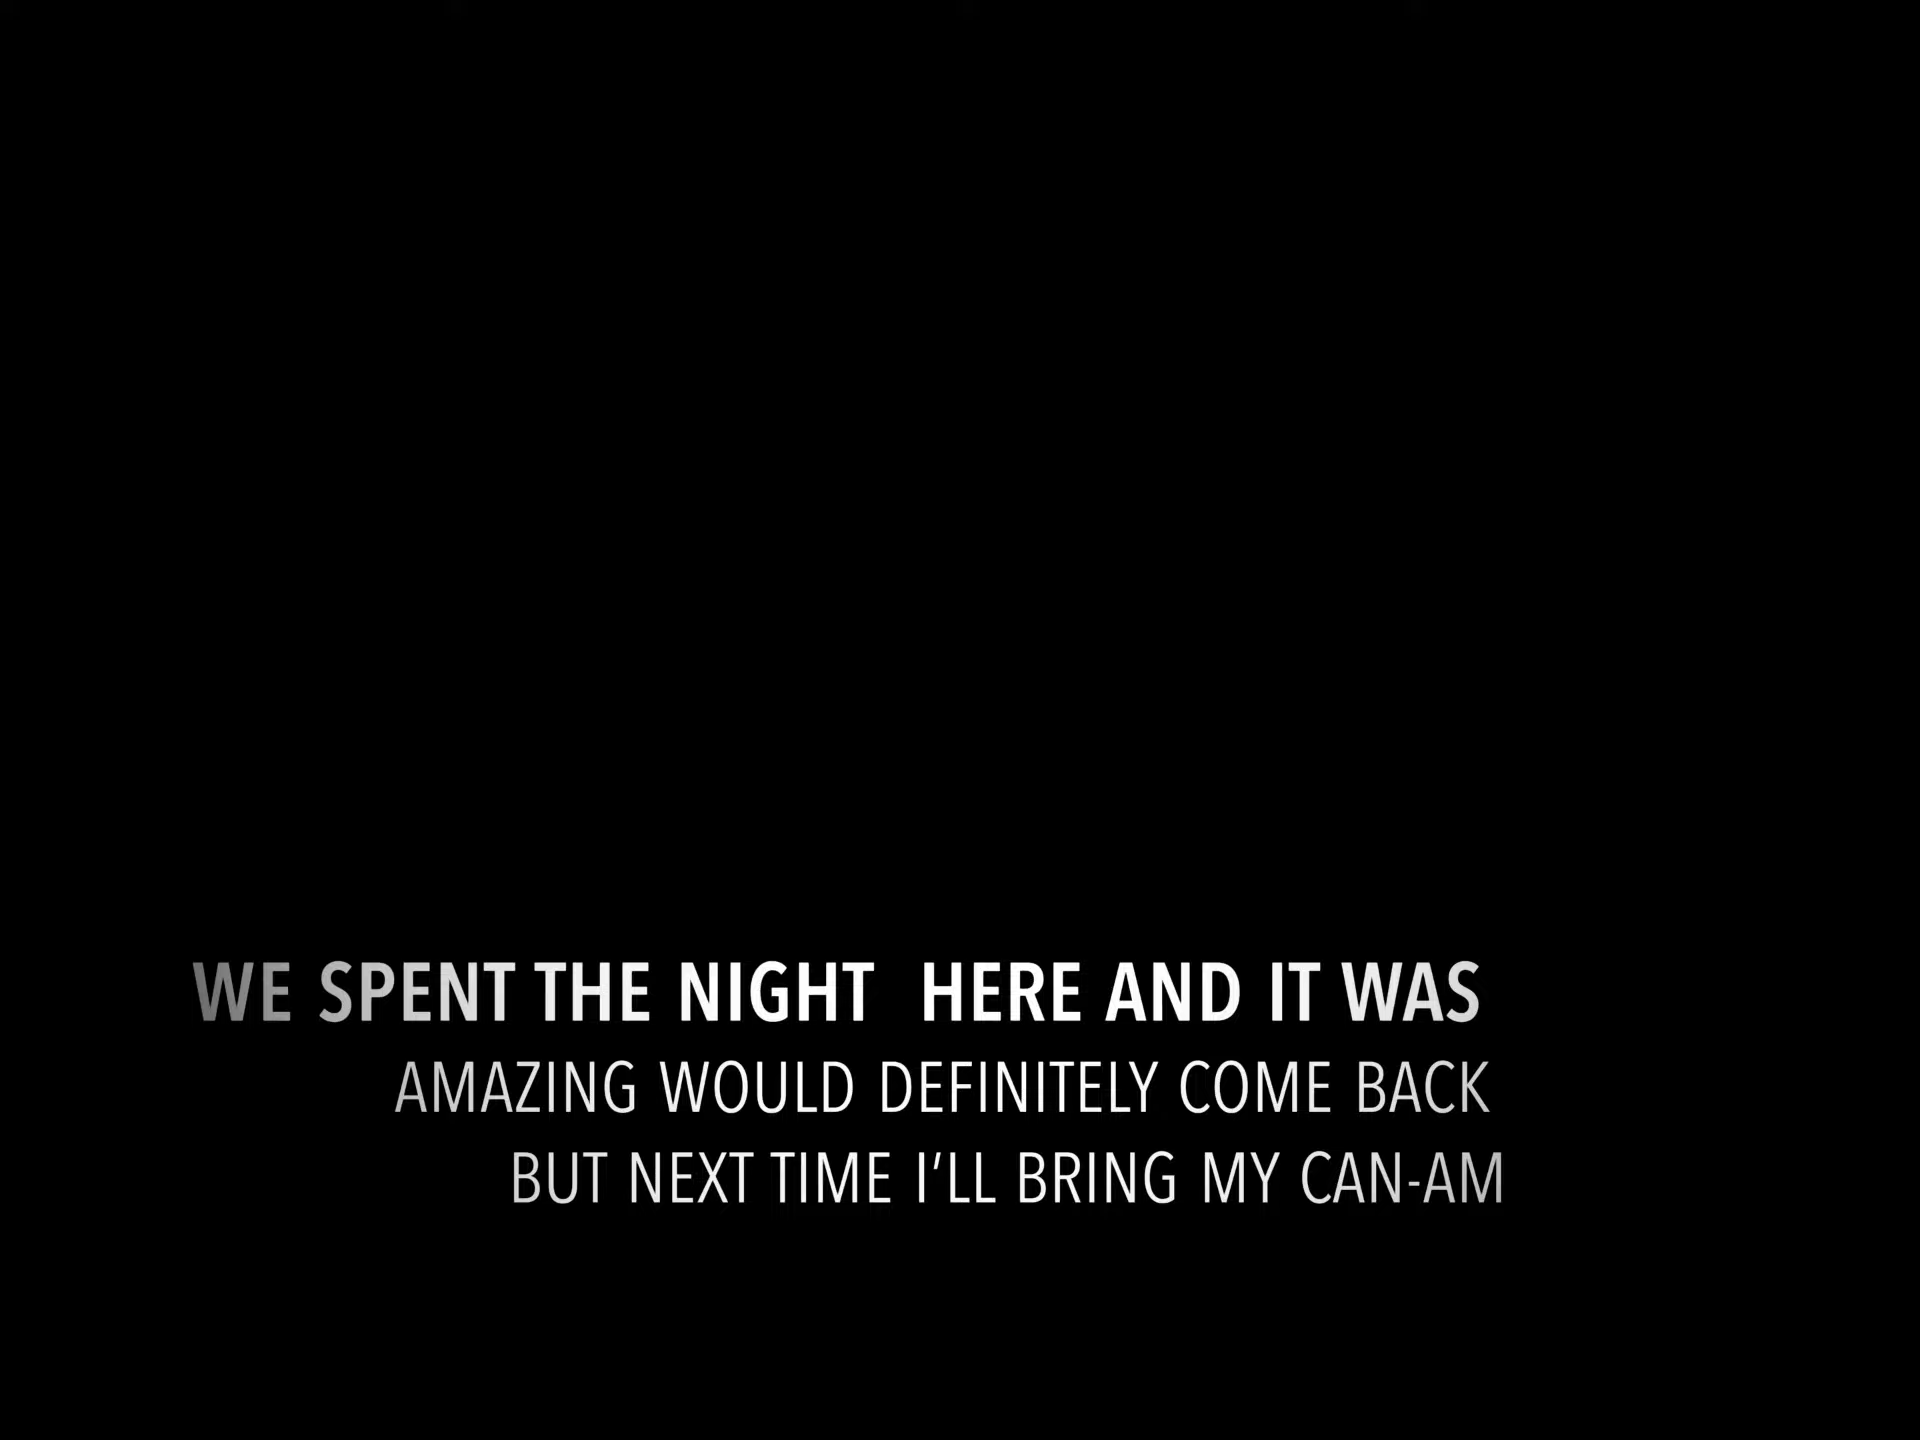 WE SPENT THE NIGHT  HERE AND IT WAS
AMAZING WOULD DEFINITELY COME BACK
BUT NEXT TIME I‘LL BRING MY CAN-AM